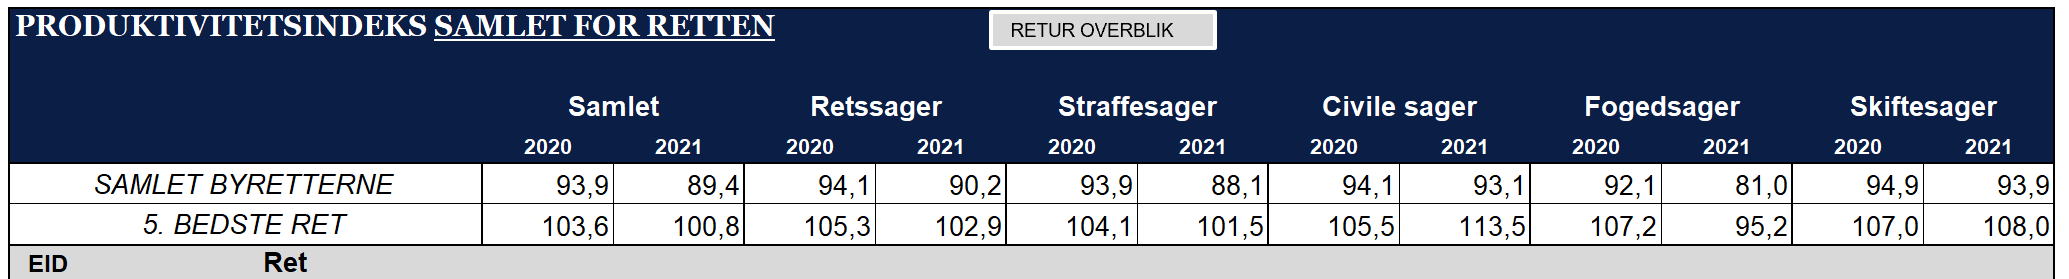 PRODUKTIVITETSINDEKS SAMLET FOR RETTEN RETUR OVERBLIK
Samlet Retssager Straffesager Civile sager Fogedsager Skiftesager
2020 2021 2020 2021 2020 2021 2020 2021 2020 2021 2020 2021
SAMLET BYRETTERNE 93,9 89,4 94,1 90,2 93,9 88,1 94,1 93,1 92,1 81,0 94,9 93,9
5. BEDSTE RET 103,6 100,8 105,3 102,9 104,1 101,5 105,5 113,5 107,2 95,2 107,0 108,0
EID Ret